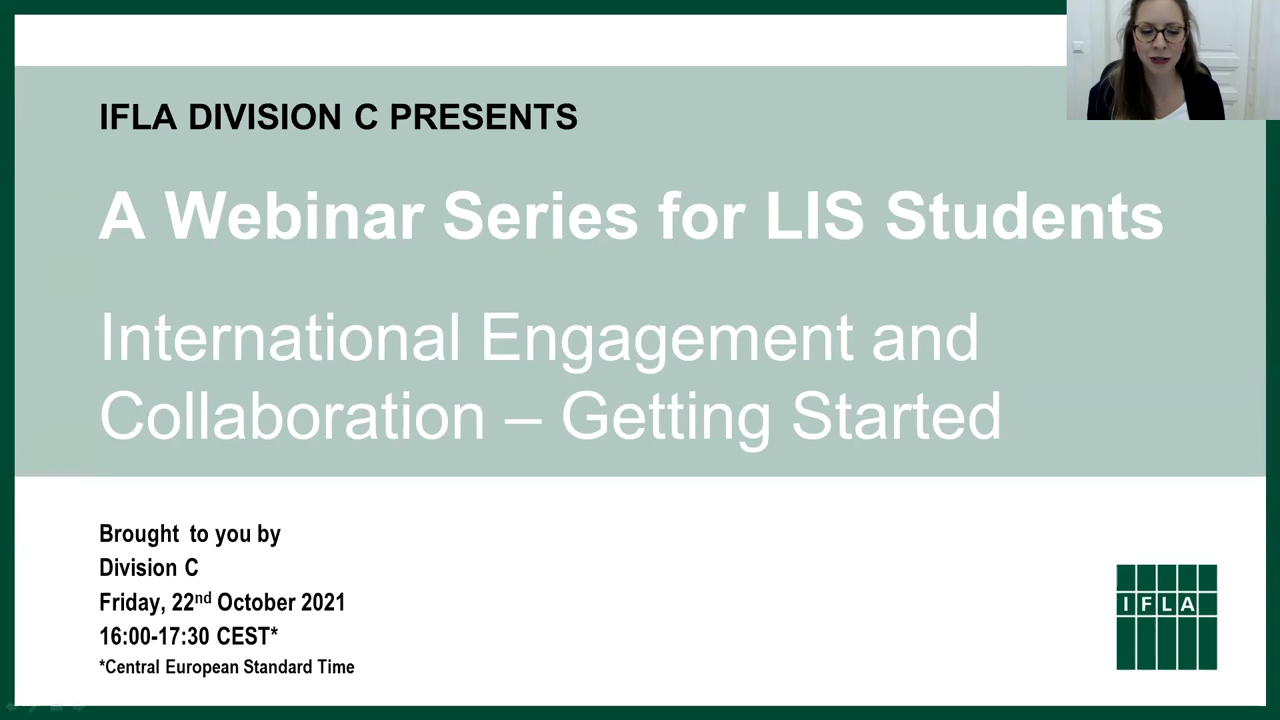 IFLA DIVISION C PRESENTS
A Webinar Series for LIS Students
International Engagement and
Collaboration – Getting Started
Brought to you by
Division C
Friday, 22nd October 2021
16:00-17:30 CEST*
*Central European Standard Time
IFLA